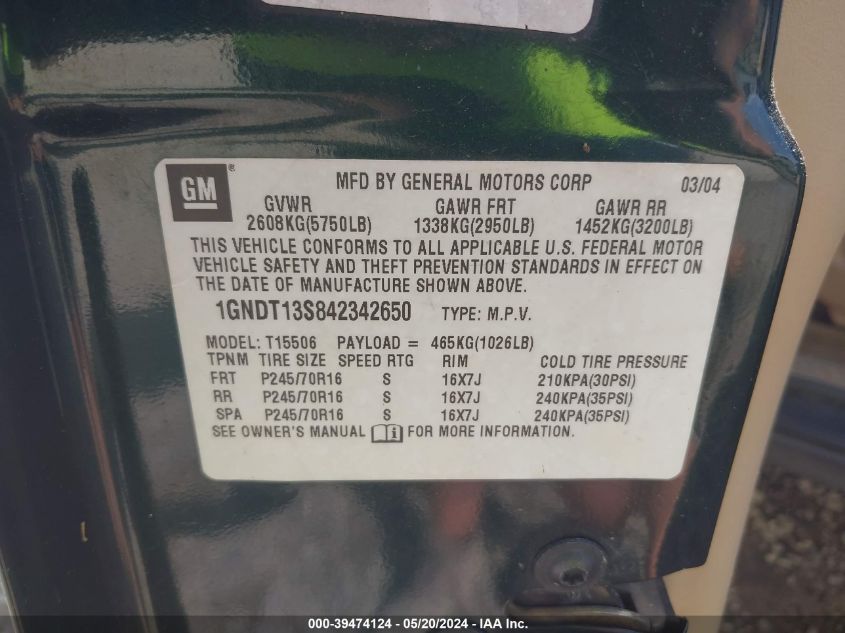 GM ® MFD BY GENERAL MOTORS CORP 03/04
GVWR GAWR FRT GAWR RR
2608KG(5750LB) 1338KG(2950LB) 1452KG(3200LB)
THIS VEHICLE CONFORMS TO ALL APPLICABLE U.S. FEDERAL MOTOR
VEHICLE SAFETY AND THEFT PREVENTION STANDARDS IN EFFECT ON
THE DATE OF MANUFACTURE SHOWN ABOVE.
1GNDT13S842342650 TYPE: M.P.V.
MODEL: T15506 PAYLOAD = 465KG(1026LB)
TPNM TIRE SIZE SPEED RTG RIM COLD TIRE PRESSURE
FRT P245/70R16 S 16X7J 210KPA(30PSI)
RR P245/70R16 S 16X7J 240KPA(35PSI)
SPA P245/70R16 S 16X7J 240KPA(35PSI)
SEE OWNER'S MANUAL i FOR MORE INFORMATION.
000-39474124 - 05/20/2024 - IAA Inc.